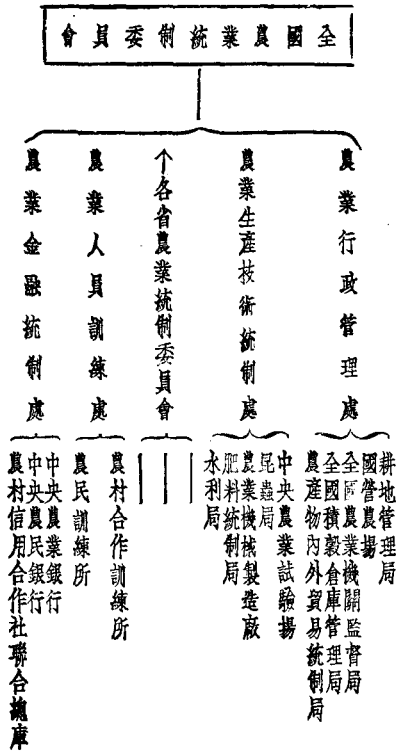 全國農業統制委員會
農業行政管理處
農業生產技術統制處
↑各省農業統制委員會
農業人員訓練處
農業金融統制處
耕地管理局
國營農場
全國農業機關監督局
全國積穀倉庫管理局
農產物內外貿易統制局
中央農業試驗場
昆蟲局
農業機械製造廠
肥料統制局
水利局
農村合作訓練所
農民訓練所
中央農業銀行
中央農民銀行
農村信用合作社聯合總庫